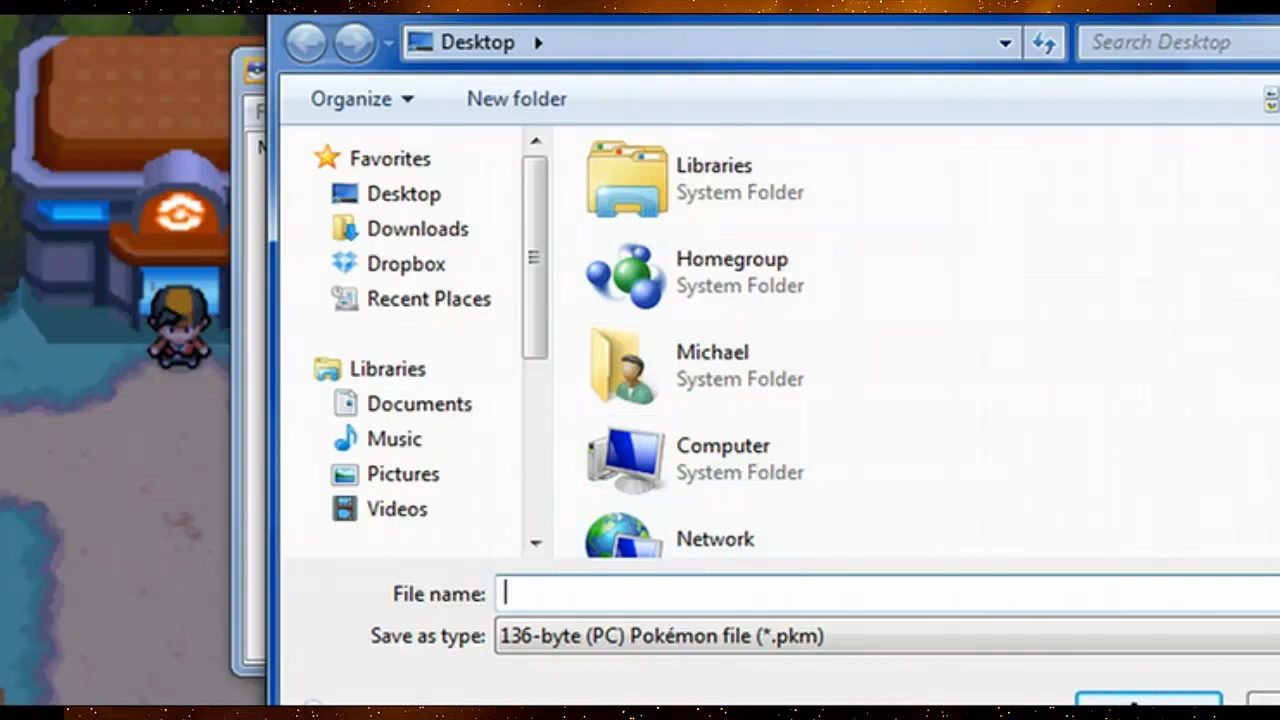 Desktop
Search Desktop
Organize
New folder
Favorites
Desktop
Downloads
Dropbox
Recent Places
Libraries
Documents
Music
Pictures
Videos
Libraries
System Folder
Homegroup
System Folder
Michael
System Folder
Computer
System Folder
Network
File name:
Save as type:
136-byte (PC) Pokémon file (*.pkm)